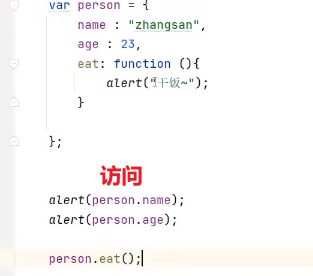 var person = {
name : "zhangsan",
age : 23,
eat: function (){
alert("干饭~");
}
};
访问
alert(person.name);
alert(person.age);
person.eat();